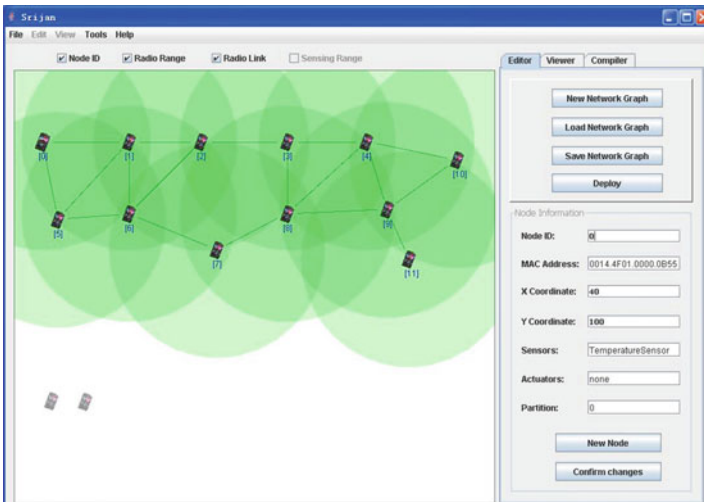 Srijan
File Edit View Tools Help
Node ID Radio Range Radio Link Sensing Range
Editor Viewer Compiler
New Network Graph
Load Network Graph
Save Network Graph
Deploy
[0] [1] [2] [3] [4] [10]
[5] [6] [7] [8] [9] [11]
Node Information
Node ID: 0
MAC Address: 0014.4F01.0000.0B55
X Coordinate: 40
Y Coordinate: 100
Sensors: TemperatureSensor
Actuators: none
Partition: 0
New Node
Confirm changes